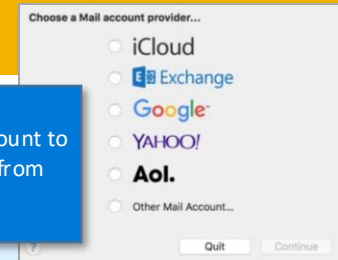 Choose a Mail account provider...
iCloud
E Exchange
Google
YAHOO!
Aol.
Other Mail Account...
ount to
from
?
Quit
Continue